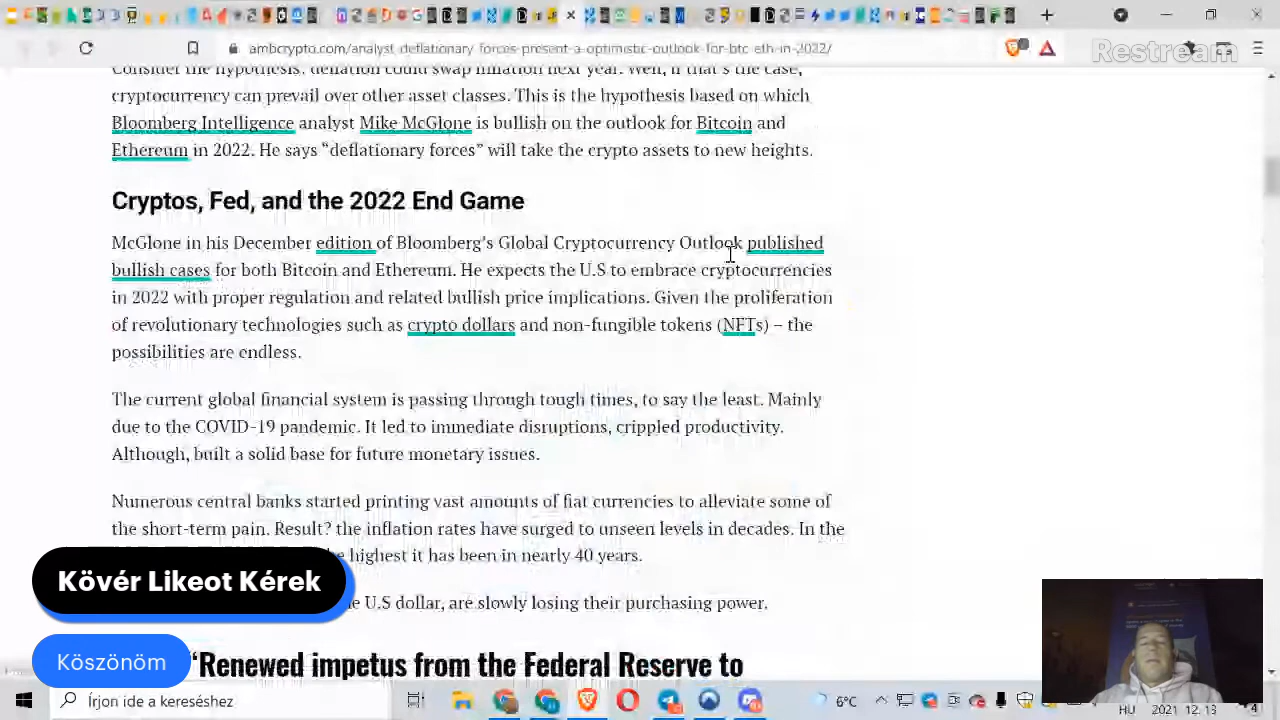 ambcrypto.com/analyst-deflationary-forces-present-a-optimistic-outlook-for-btc-eth-in-2022/
Restream
Consider the hypothesis: deflation could swap inflation next year. Well, if that's the case,
cryptocurrency can prevail over other asset classes. This is the hypothesis based on which
Bloomberg Intelligence analyst Mike McGlone is bullish on the outlook for Bitcoin and
Ethereum in 2022. He says “deflationary forces” will take the crypto assets to new heights.
Cryptos, Fed, and the 2022 End Game
McGlone in his December edition of Bloomberg's Global Cryptocurrency Outlook published
bullish cases for both Bitcoin and Ethereum. He expects the U.S to embrace cryptocurrencies
in 2022 with proper regulation and related bullish price implications. Given the proliferation
of revolutionary technologies such as crypto dollars and non-fungible tokens (NFTs) – the
possibilities are endless.
The current global financial system is passing through tough times, to say the least. Mainly
due to the COVID-19 pandemic. It led to immediate disruptions, crippled productivity.
Although, built a solid base for future monetary issues.
Numerous central banks started printing vast amounts of fiat currencies to alleviate some of
the short-term pain. Result? the inflation rates have surged to unseen levels in decades. In the
highest it has been in nearly 40 years.
Kövér Likeot Kérek
U.S dollar, are slowly losing their purchasing power.
Köszönöm
“Renewed impetus from the Federal Reserve to
Írjon ide a kereséshez
6°C
HU
2021. 12. 13
4